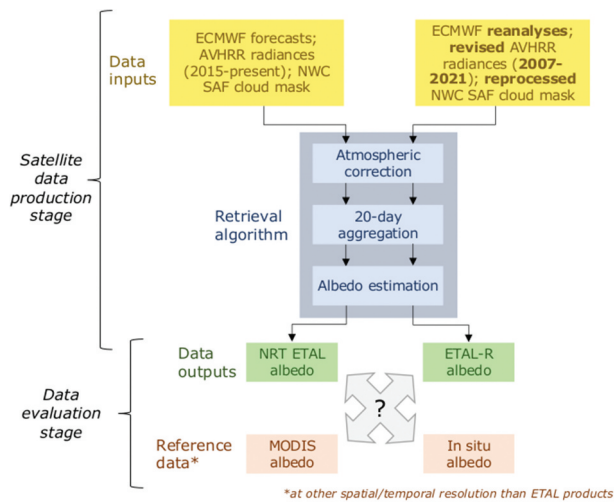 Data
inputs
ECMWF forecasts;
AVHRR radiances
(2015-present); NWC
SAF cloud mask
ECMWF reanalyses;
revised AVHRR
radiances (2007-
2021); reprocessed
NWC SAF cloud mask
Satellite
data
production
stage
Retrieval
algorithm
Atmospheric
correction
20-day
aggregation
Albedo estimation
Data
outputs
NRT ETAL
albedo
ETAL-R
albedo
Data
evaluation
stage
?
Reference
data*
MODIS
albedo
In situ
albedo
*at other spatial/temporal resolution than ETAL products